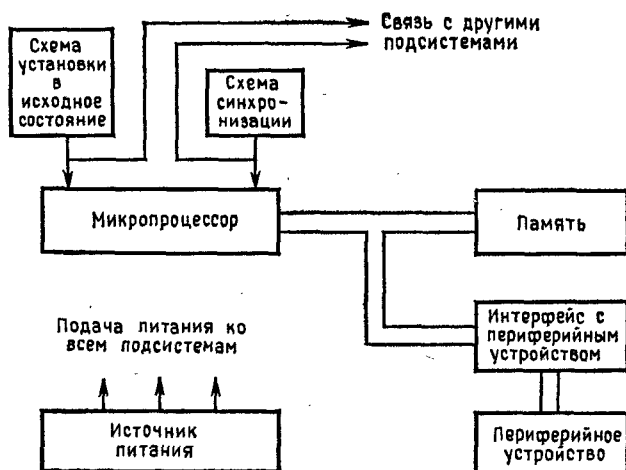 Схема
установки
в
исходное
состояние
Связь с другими
подсистемами
Схема
синхро-
низации
Микропроцессор
Память
Интерфейс с
периферийным
устройством
Подача питания ко
всем подсистемам
Источник
питания
Периферийное
устройство